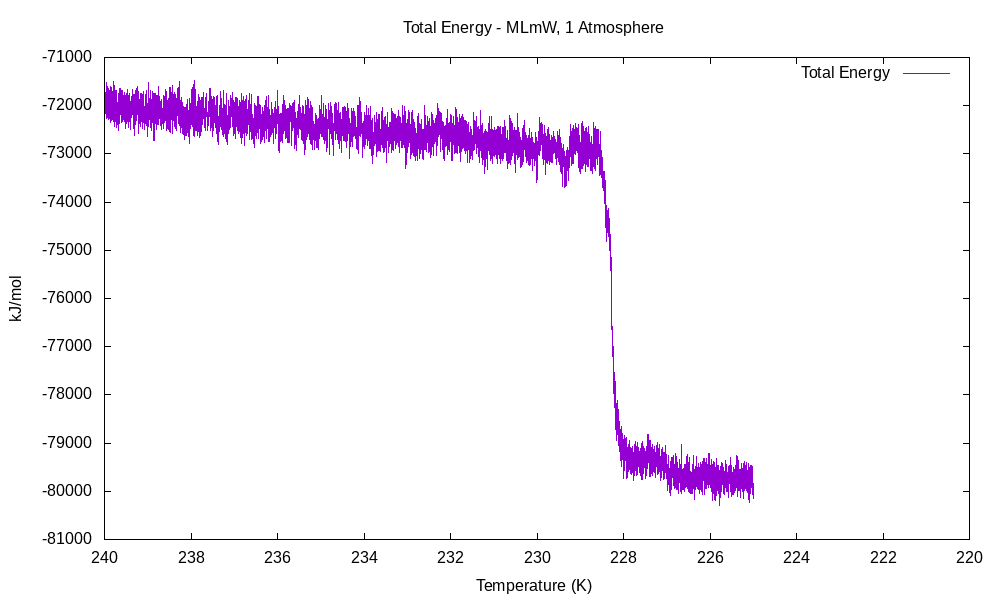 Total Energy - MLmW, 1 Atmosphere
Total Energy
-71000
-72000
-73000
-74000
-75000
-76000
-77000
-78000
-79000
-80000
-81000
kJ/mol
240 238 236 234 232 230 228 226 224 222 220
Temperature (K)